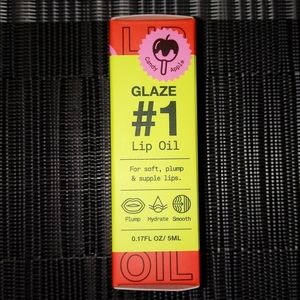 LIP
Candy
Apple
GLAZE
#1
Lip Oil
For soft, plump
& supple lips.
Plump Hydrate Smooth
0.17FL OZ/ 5ML
OIL